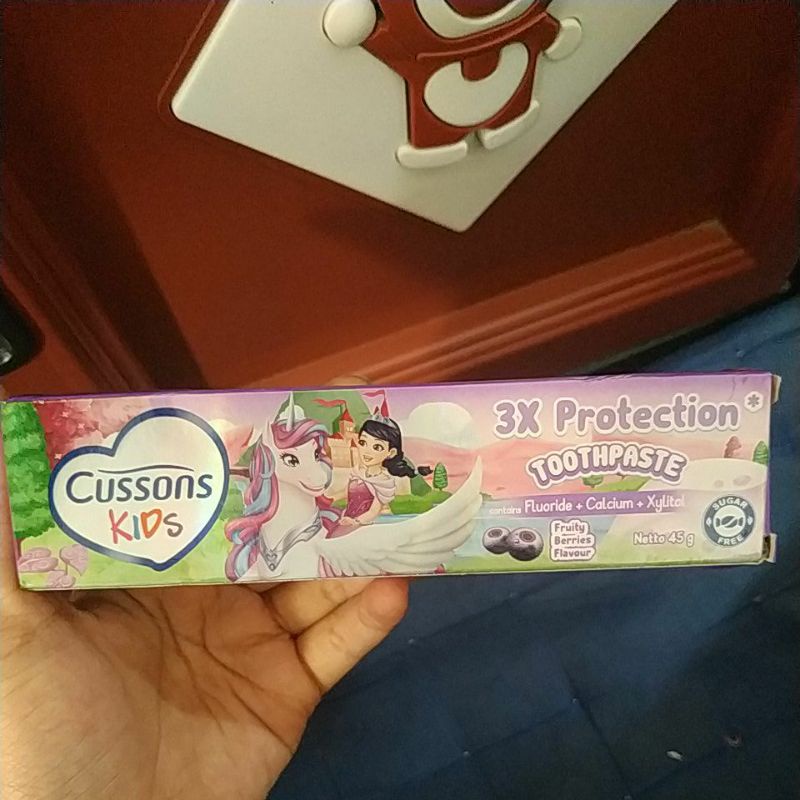 Cussons
KIDS
3X Protection*
TOOTHPASTE
contains Fluoride + Calcium + Xylitol
Fruity
Berries
Flavour
Netto 45 g
SUGAR
FREE